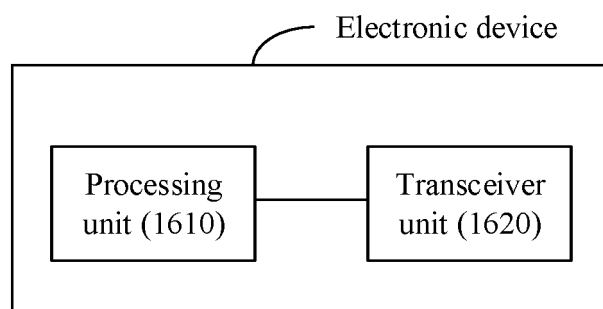 Electronic device
Processing
unit (1610)
Transceiver
unit (1620)